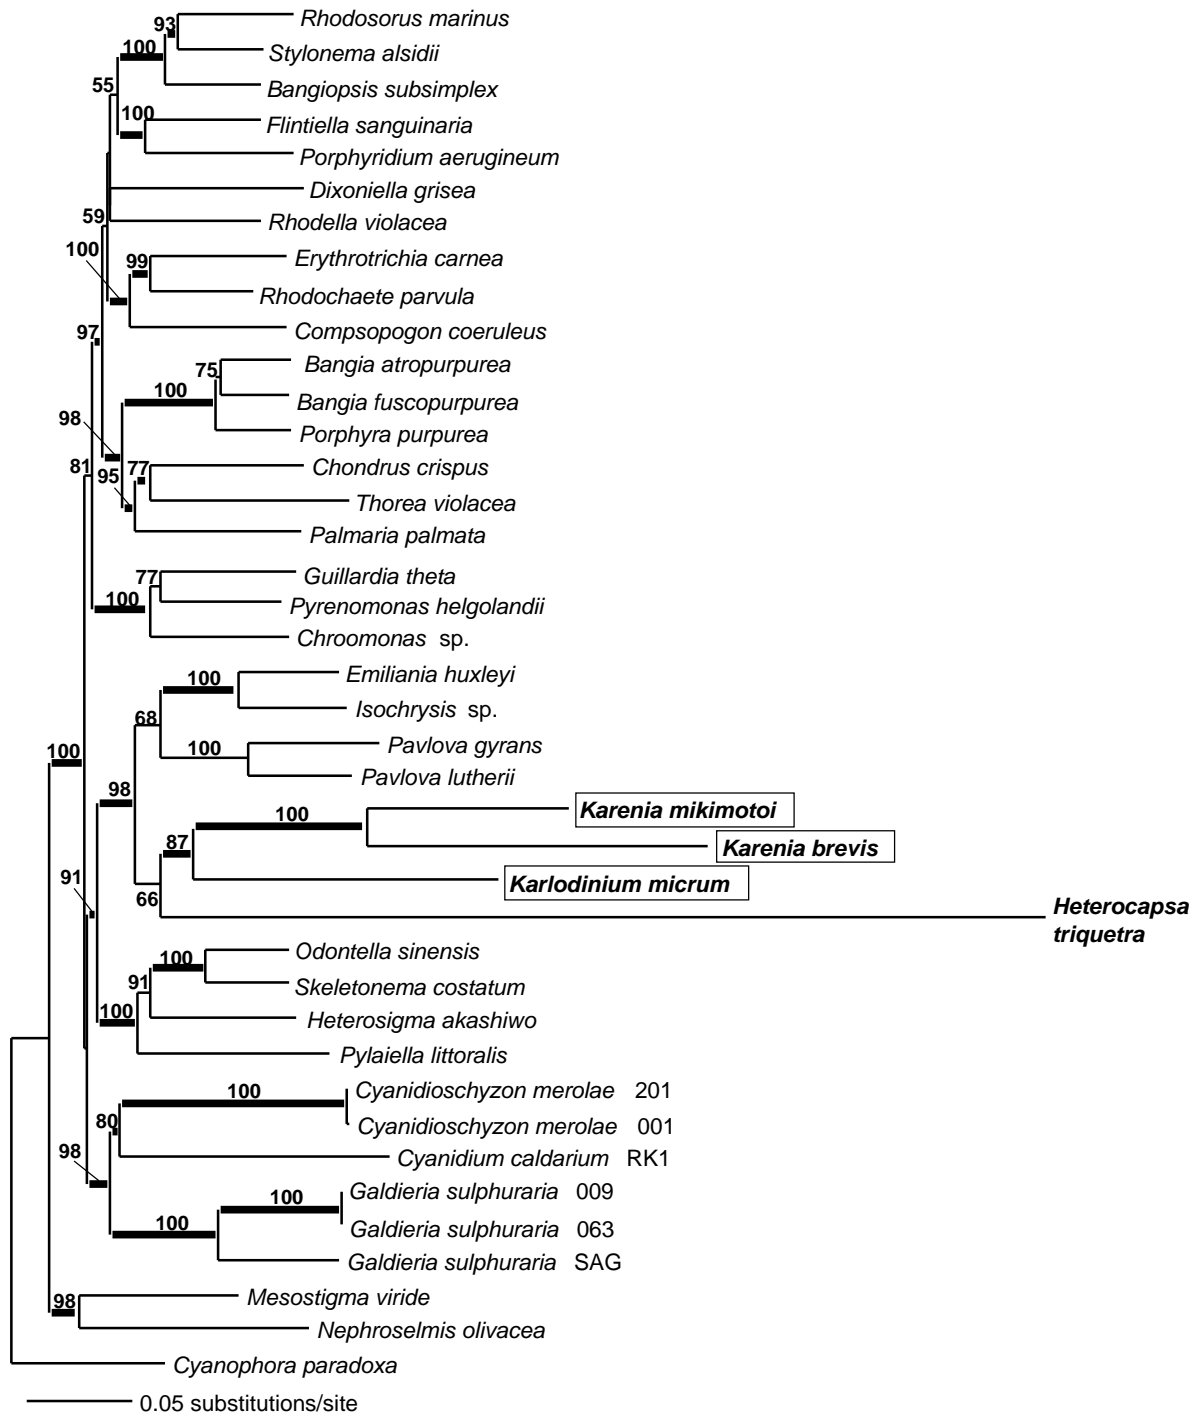 93
Rhodosorus marinus
100
Stylonema alsidii
55
Bangiopsis subsimplex
100
Flintiella sanguinaria
Porphyridium aerugineum
Dixoniella grisea
59
Rhodella violacea
100
99
Erythrotrichia carnea
Rhodochaete parvula
97
Compsopogon coeruleus
75
Bangia atropurpurea
100
Bangia fuscopurpurea
98
Porphyra purpurea
81
95
77
Chondrus crispus
Thorea violacea
Palmaria palmata
77
Guillardia theta
100
Pyrenomonas helgolandii
Chroomonas sp.
100
Emiliania huxleyi
68
Isochrysis sp.
100
100
Pavlova gyrans
Pavlova lutherii
98
100
Karenia mikimotoi
87
Karenia brevis
91
66
Karlodinium micrum
Heterocapsa
triquetra
100
Odontella sinensis
91
Skeletonema costatum
100
Heterosigma akashiwo
Pylaiella littoralis
100
Cyanidioschyzon merolae 201
80
Cyanidioschyzon merolae 001
98
Cyanidium caldarium RK1
100
Galdieria sulphuraria 009
100
Galdieria sulphuraria 063
Galdieria sulphuraria SAG
98
Mesostigma viride
Nephroselmis olivacea
Cyanophora paradoxa
0.05 substitutions/site